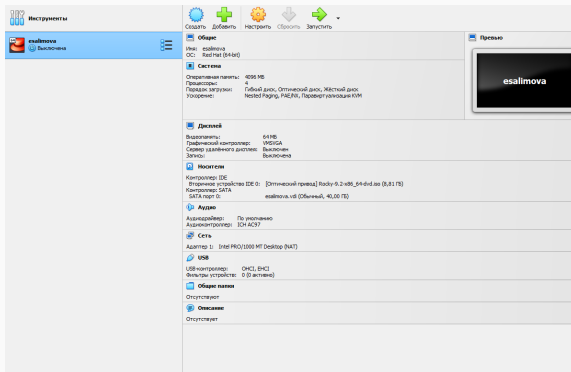 Инструменты
esalimova
Выключена
Создать Добавить Настроить Сбросить Запустить
Общие
Имя: esalimova
ОС: Red Hat (64-bit)
Система
Оперативная память: 4096 МБ
Процессоры: 4
Порядок загрузки: Гибкий диск, Оптический диск, Жёсткий диск
Ускорение: Nested Paging, PAE/NX, Паравиртуализация KVM
Превью
esalimova
Дисплей
Видеопамять: 64 МБ
Графический контроллер: VMSVGA
Сервер удалённого дисплея: Выключен
Запись: Выключена
Носители
Контроллер: IDE
Вторичное устройство IDE 0: [Оптический привод] Rocky-9.2-x86_64-dvd.iso (8,81 ГБ)
Контроллер: SATA
SATA порт 0: esalimova.vdi (Обычный, 40,00 ГБ)
Аудио
Аудиодрайвер: По умолчанию
Аудиоконтроллер: ICH AC97
Сеть
Адаптер 1: Intel PRO/1000 MT Desktop (NAT)
USB
USB-контроллер: OHCI, EHCI
Фильтры устройств: 0 (0 активно)
Общие папки
Отсутствуют
Описание
Отсутствует